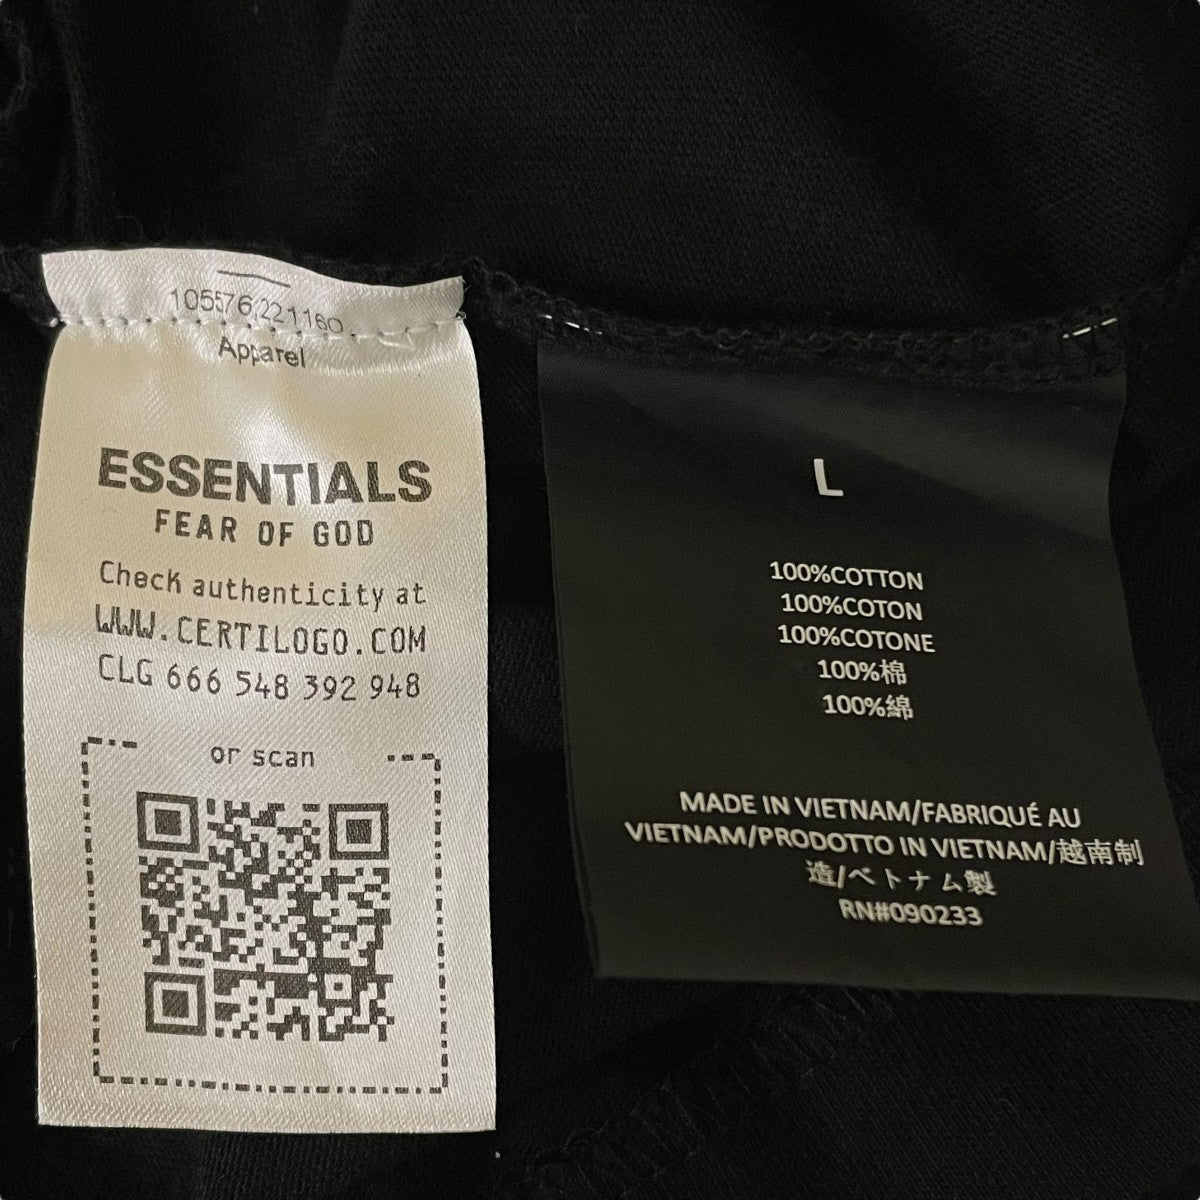 105576,221160
Apparel
ESSENTIALS
FEAR OF GOD
Check authenticity at
WWW.CERTILOGO.COM
CLG 666 548 392 948
or scan
L
100%COTTON
100%COTON
100%COTONE
100%棉
100%綿
MADE IN VIETNAM/FABRIQUÉ AU
VIETNAM/PRODOTTO IN VIETNAM/越南制
造/ベトナム製
RN#090233